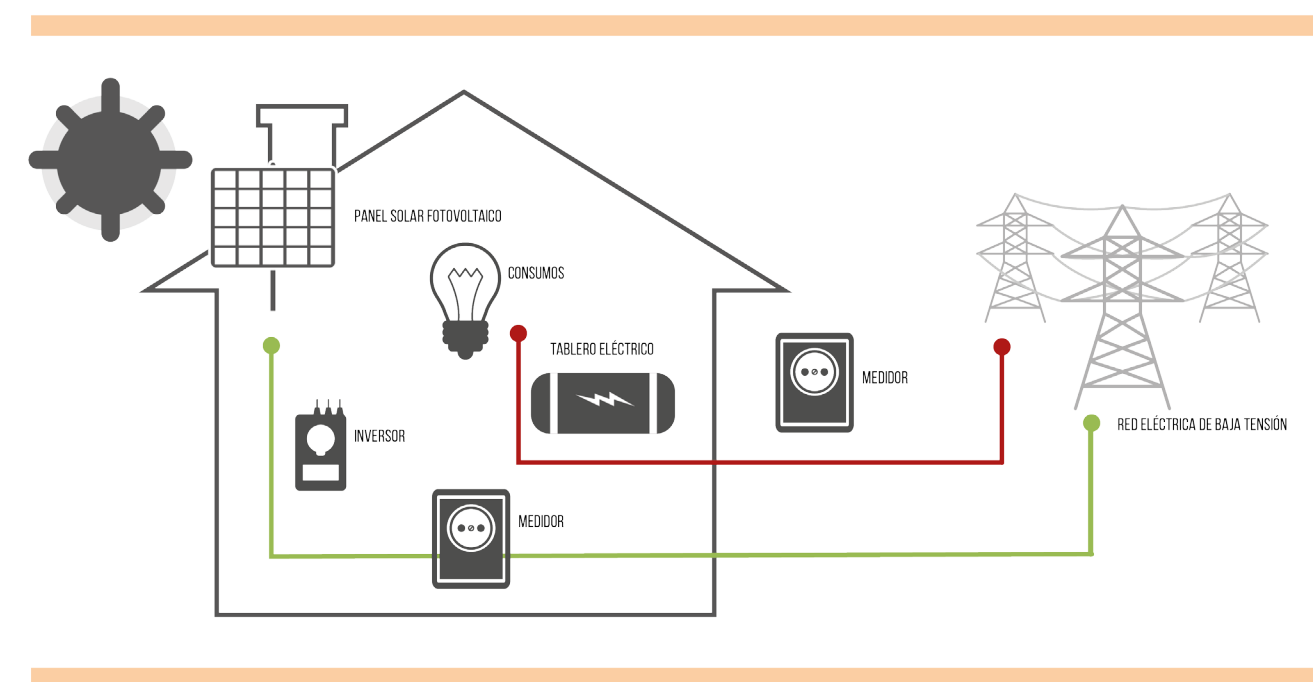 PANEL SOLAR FOTOVOLTAICO
CONSUMOS
TABLERO ELÉCTRICO
MEDIDOR
RED ELÉCTRICA DE BAJA TENSIÓN
INVERSOR
MEDIDOR